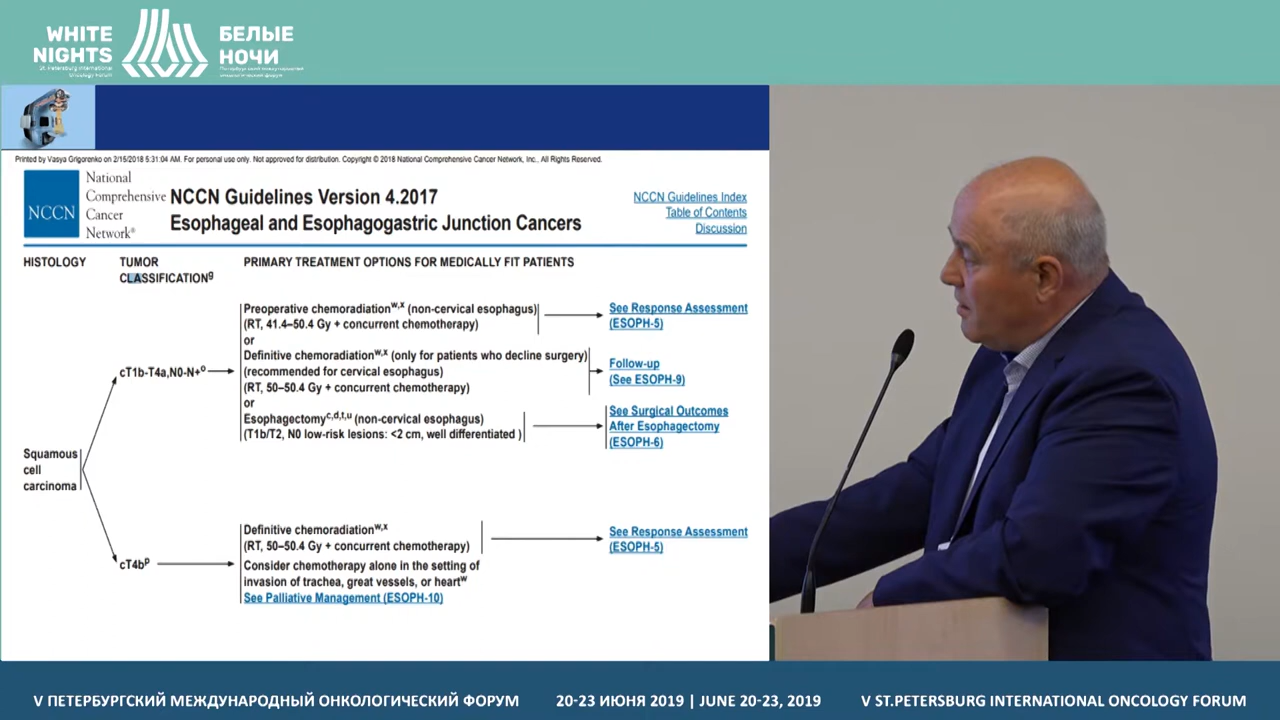 WHITE
NIGHTS
St. Petersburg International
Oncology Forum
БЕЛЫЕ
НОЧИ
Петербургский международный
онкологический форум
Printed by Vasya Grigorenko on 2/15/2018 5:31:04 AM. For personal use only. Not approved for distribution. Copyright © 2018 National Comprehensive Cancer Network, Inc., All Rights Reserved.
NCCN
National
Comprehensive
Cancer
Network®
NCCN Guidelines Version 4.2017
Esophageal and Esophagogastric Junction Cancers
NCCN Guidelines Index
Table of Contents
Discussion
HISTOLOGY
TUMOR
CLASSIFICATIONg
PRIMARY TREATMENT OPTIONS FOR MEDICALLY FIT PATIENTS
Squamous
cell
carcinoma
cT1b-T4a,N0-N+o
Preoperative chemoradiationw,x (non-cervical esophagus)
(RT, 41.4–50.4 Gy + concurrent chemotherapy)
or
Definitive chemoradiationw,x (only for patients who decline surgery)
(recommended for cervical esophagus)
(RT, 50–50.4 Gy + concurrent chemotherapy)
or
Esophagectomyc,d,t,u (non-cervical esophagus)
(T1b/T2, N0 low-risk lesions: <2 cm, well differentiated )
See Response Assessment
(ESOPH-5)
Follow-up
(See ESOPH-9)
See Surgical Outcomes
After Esophagectomy
(ESOPH-6)
cT4bp
Definitive chemoradiationw,x
(RT, 50–50.4 Gy + concurrent chemotherapy)
Consider chemotherapy alone in the setting of
invasion of trachea, great vessels, or heartw
See Palliative Management (ESOPH-10)
See Response Assessment
(ESOPH-5)
V ПЕТЕРБУРГСКИЙ МЕЖДУНАРОДНЫЙ ОНКОЛОГИЧЕСКИЙ ФОРУМ
20-23 ИЮНЯ 2019 | JUNE 20-23, 2019
V ST.PETERSBURG INTERNATIONAL ONCOLOGY FORUM